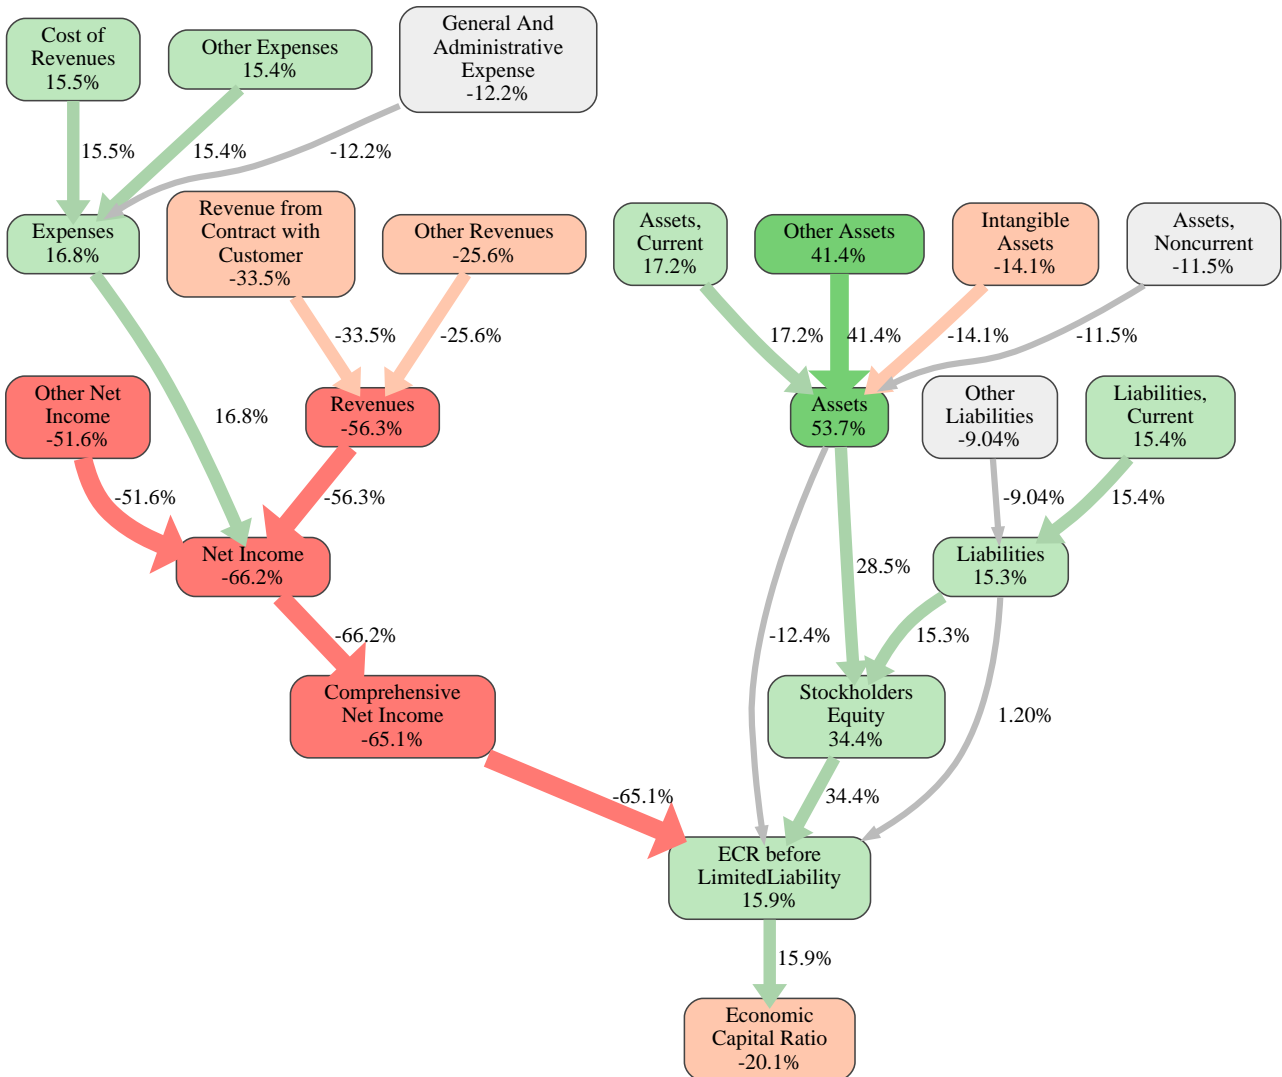 Cost of
Revenues
15.5%
Other Expenses
15.4%
General And
Administrative
Expense
-12.2%
15.5%
15.4%
-12.2%
Expenses
16.8%
Revenue from
Contract with
Customer
-33.5%
Other Revenues
-25.6%
Assets,
Current
17.2%
Other Assets
41.4%
Intangible
Assets
-14.1%
Assets,
Noncurrent
-11.5%
-33.5%
-25.6%
17.2%
41.4%
-14.1%
-11.5%
Other Net
Income
-51.6%
16.8%
Revenues
-56.3%
Assets
53.7%
Other
Liabilities
-9.04%
Liabilities,
Current
15.4%
-51.6%
-56.3%
-9.04%
15.4%
Net Income
-66.2%
28.5%
Liabilities
15.3%
-66.2%
-12.4%
15.3%
Comprehensive
Net Income
-65.1%
Stockholders
Equity
34.4%
1.20%
-65.1%
34.4%
ECR before
LimitedLiability
15.9%
15.9%
Economic
Capital Ratio
-20.1%